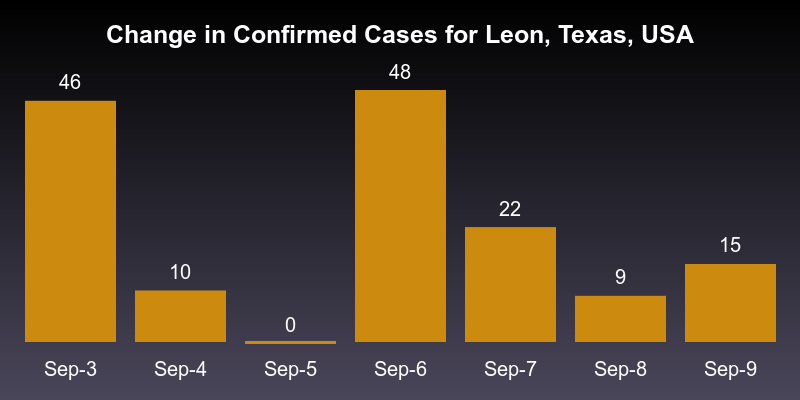 Change in Confirmed Cases for Leon, Texas, USA
46
10
0
48
22
9
15
Sep-3
Sep-4
Sep-5
Sep-6
Sep-7
Sep-8
Sep-9